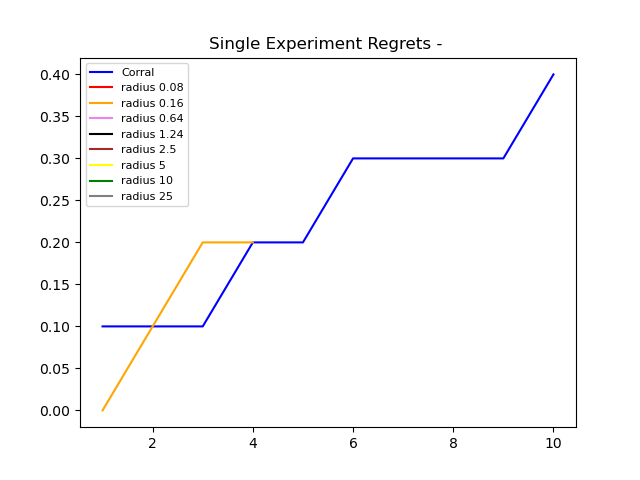 Single Experiment Regrets -
Corral
radius 0.08
radius 0.16
radius 0.64
radius 1.24
radius 2.5
radius 5
radius 10
radius 25
0.40
0.35
0.30
0.25
0.20
0.15
0.10
0.05
0.00
2 4 6 8 10